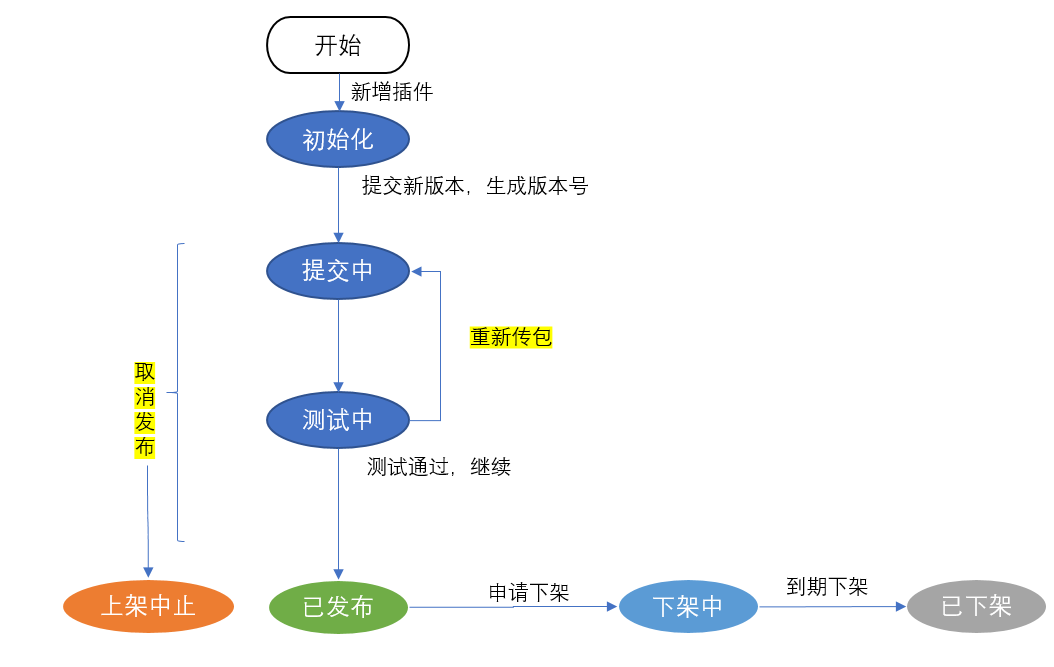 开始
新增插件
初始化
提交新版本，生成版本号
提交中
重新传包
取
消
发
布
测试中
测试通过，继续
上架中止
已发布
申请下架
下架中
到期下架
已下架